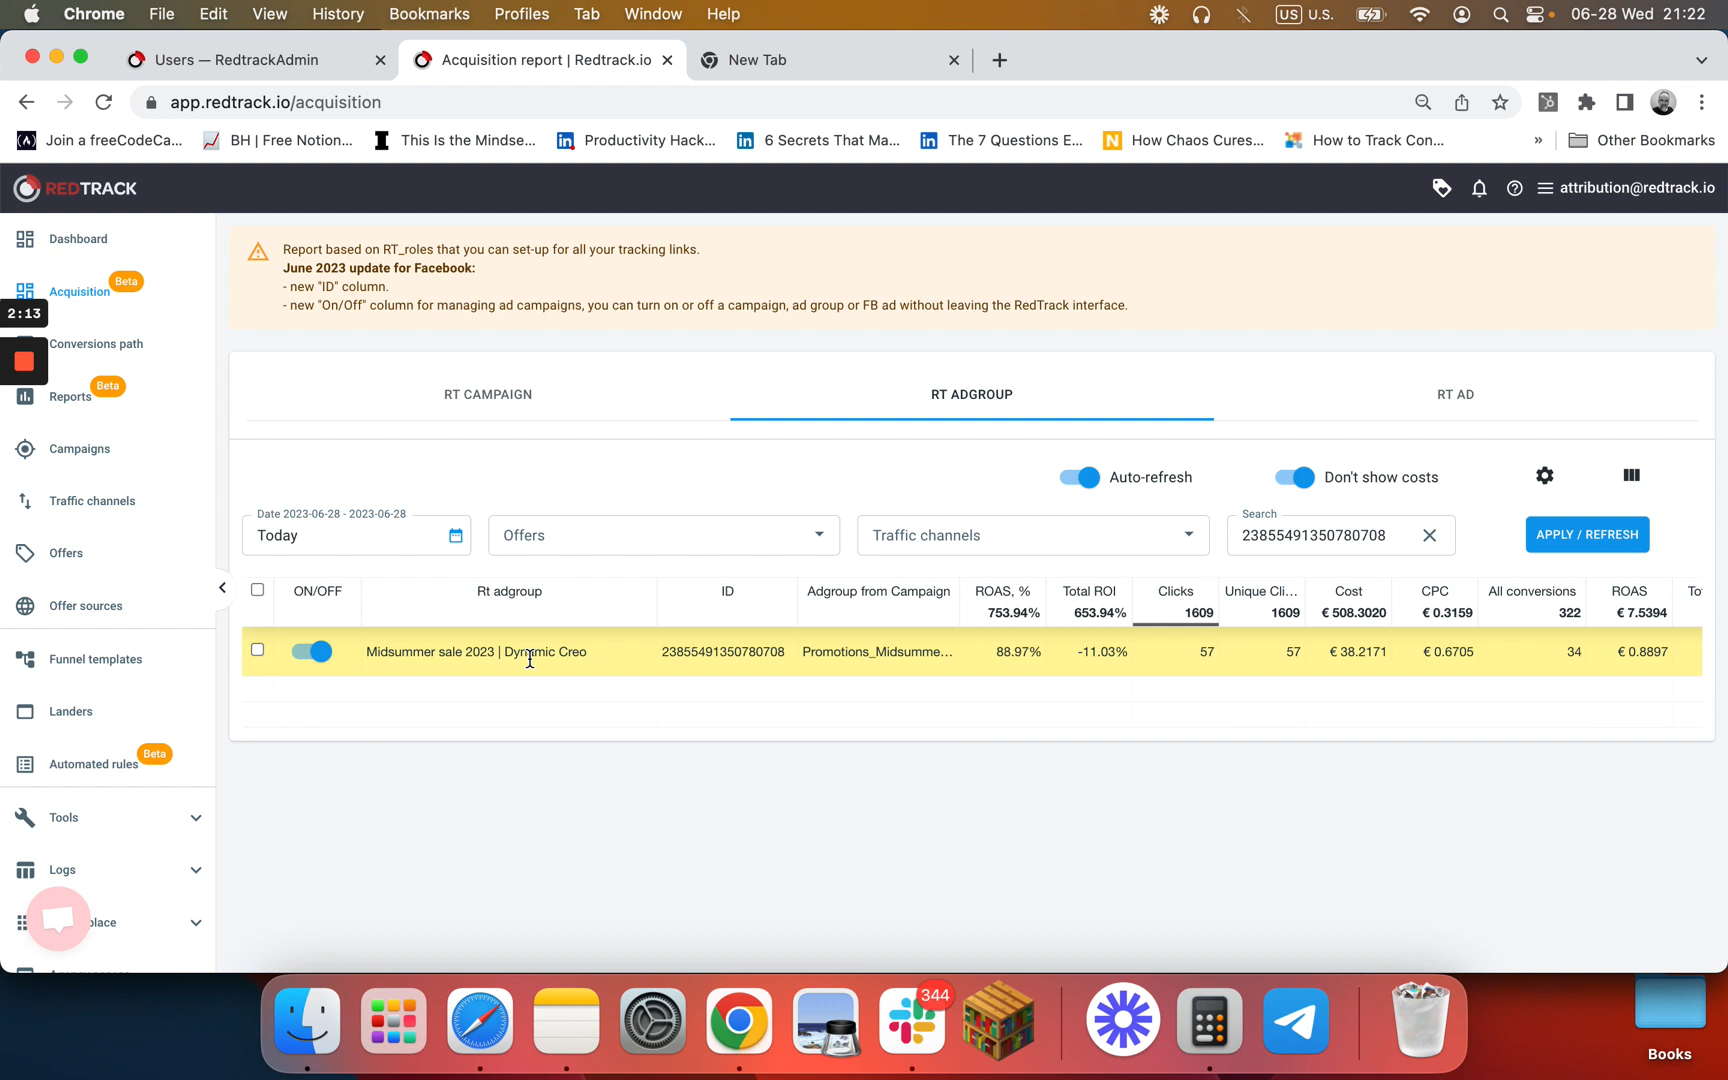 Chrome File Edit View History Bookmarks Profiles Tab Window Help US U.S. 06-28 Wed 21:22
Users — RedtrackAdmin Acquisition report | Redtrack.io New Tab
app.redtrack.io/acquisition
Join a freeCodeCa... BH | Free Notion... This Is the Mindse... Productivity Hack... 6 Secrets That Ma... The 7 Questions E... How Chaos Cures... How to Track Con... » Other Bookmarks
REDTRACK attribution@redtrack.io
Dashboard
Acquisition Beta
2:13
Conversions path
Reports Beta
Campaigns
Traffic channels
Offers
Offer sources
Funnel templates
Landers
Automated rules Beta
Tools
Logs
place
Report based on RT_roles that you can set-up for all your tracking links.
June 2023 update for Facebook:
- new "ID" column.
- new "On/Off" column for managing ad campaigns, you can turn on or off a campaign, ad group or FB ad without leaving the RedTrack interface.
RT CAMPAIGN RT ADGROUP RT AD
Auto-refresh Don't show costs
Date 2023-06-28 - 2023-06-28 Search
Today Offers Traffic channels 23855491350780708 APPLY / REFRESH
ON/OFF Rt adgroup ID Adgroup from Campaign ROAS, % Total ROI Clicks Unique Cli... Cost CPC All conversions ROAS To
753.94% 653.94% 1609 1609 € 508.3020 € 0.3159 322 € 7.5394
Midsummer sale 2023 | Dynamic Creo 23855491350780708 Promotions_Midsumme... 88.97% -11.03% 57 57 € 38.2171 € 0.6705 34 € 0.8897
344
Books